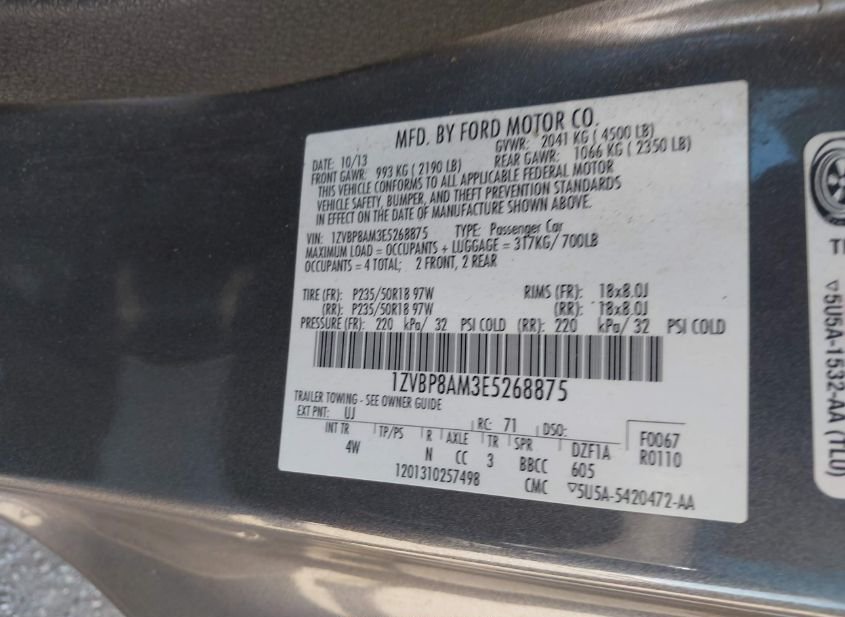 MFD. BY FORD MOTOR CO.
DATE: 10/13 GVWR: 2041 KG ( 4500 LB)
FRONT GAWR: 993 KG ( 2190 LB) REAR GAWR: 1066 KG ( 2350 LB)
THIS VEHICLE CONFORMS TO ALL APPLICABLE FEDERAL MOTOR
VEHICLE SAFETY, BUMPER, AND THEFT PREVENTION STANDARDS
IN EFFECT ON THE DATE OF MANUFACTURE SHOWN ABOVE.
VIN: 1ZVBP8AM3E5268875 TYPE: Passenger Car
MAXIMUM LOAD = OCCUPANTS + LUGGAGE = 317KG/ 700LB
OCCUPANTS = 4 TOTAL; 2 FRONT, 2 REAR
TIRE (FR): P235/50R18 97W RIMS (FR): 18x8.0J
(RR): P235/50R18 97W (RR): 18x8.0J
PRESSURE (FR): 220 kPa/ 32 PSI COLD (RR): 220 kPa/ 32 PSI COLD
1ZVBP8AM3E5268875
TRAILER TOWING - SEE OWNER GUIDE
EXT PNT: UJ RC: 71 DSO:
INT TR TP/PS R AXLE TR SPR DZF1A F0067
4W N CC 3 BBCC 605 R0110
1201310257498 CMC ▽5U5A-5420472-AA
▽5U5A-1532-AA (TL0)